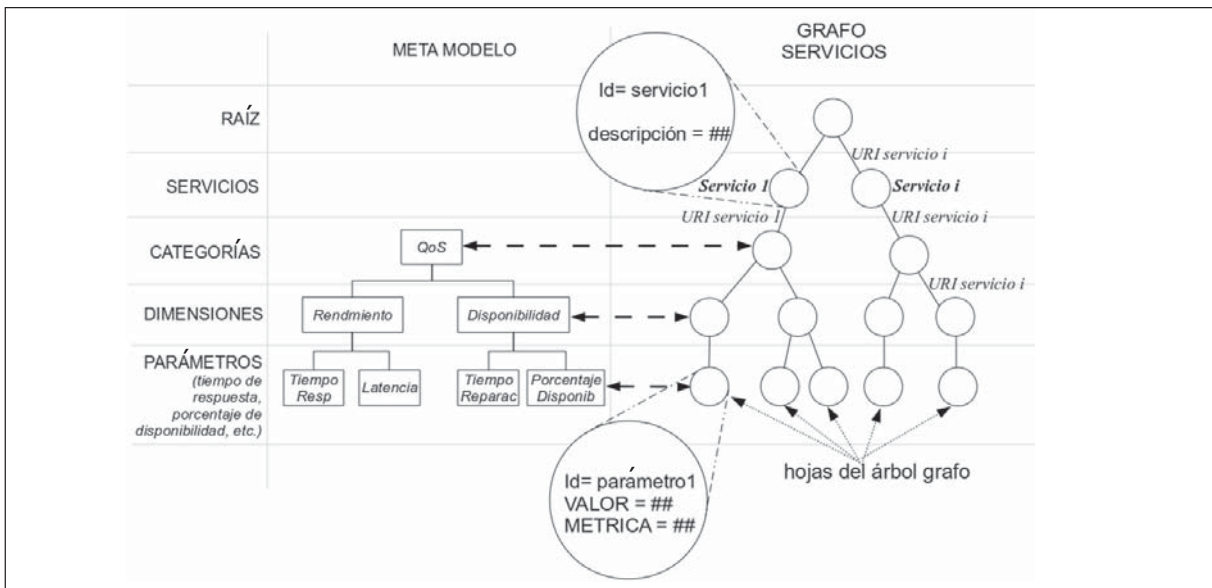 META MODELO
GRAFO
SERVICIOS
Id= servicio1
descripción = ##
RAÍZ
URI servicio i
SERVICIOS
Servicio 1
Servicio i
URI servicio 1
URI servicio i
CATEGORÍAS
QoS
URI servicio i
DIMENSIONES
Rendmiento
Disponibilidad
PARÁMETROS
(tiempo de
respuesta,
porcentaje de
disponibilidad, etc.)
Tiempo
Resp
Latencia
Tiempo
Reparac
Porcentaje
Disponib
hojas del árbol grafo
Id= parámetro1
VALOR = ##
METRICA = ##